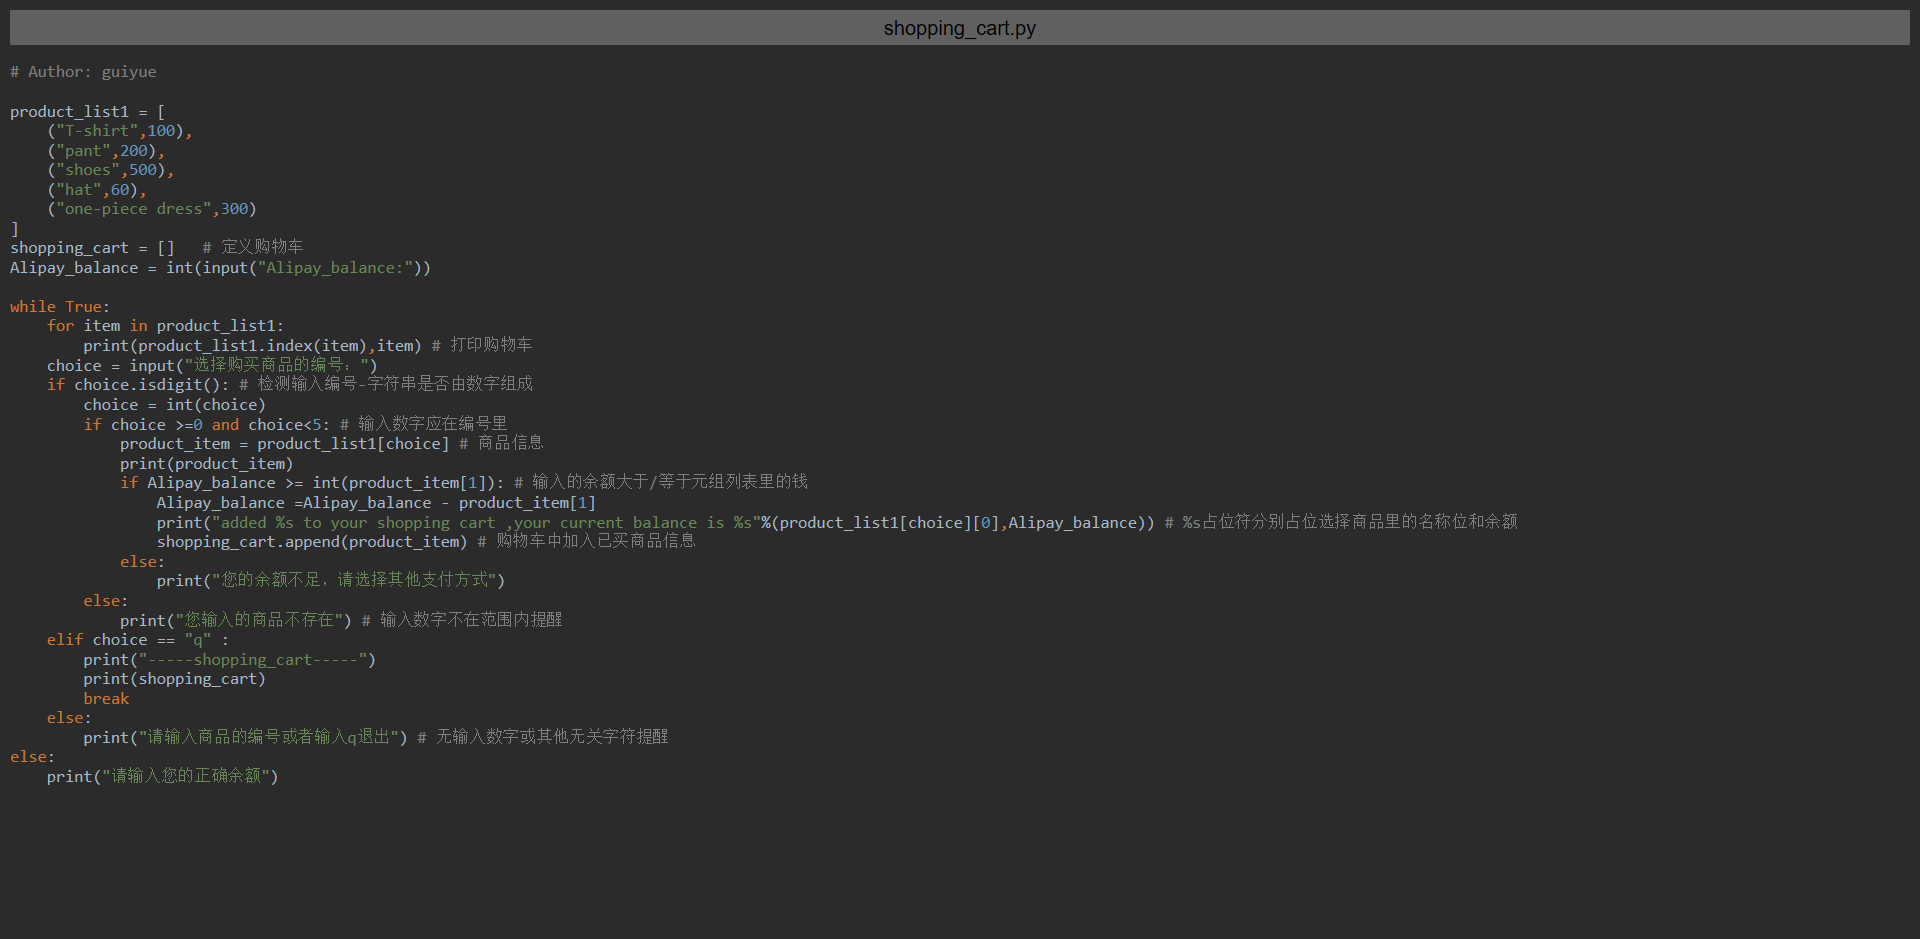 shopping_cart.py
# Author: guiyue
product_list1 = [
    ("T-shirt",100),
    ("pant",200),
    ("shoes",500),
    ("hat",60),
    ("one-piece dress",300)
]
shopping_cart = []   # 定义购物车
Alipay_balance = int(input("Alipay_balance:"))
while True:
    for item in product_list1:
        print(product_list1.index(item),item) # 打印购物车
    choice = input("选择购买商品的编号：")
    if choice.isdigit(): # 检测输入编号-字符串是否由数字组成
        choice = int(choice)
        if choice >=0 and choice<5: # 输入数字应在编号里
            product_item = product_list1[choice] # 商品信息
            print(product_item)
            if Alipay_balance >= int(product_item[1]): # 输入的余额大于/等于元组列表里的钱
                Alipay_balance =Alipay_balance - product_item[1]
                print("added %s to your shopping cart ,your current balance is %s"%(product_list1[choice][0],Alipay_balance)) # %s占位符分别占位选择商品里的名称位和余额
                shopping_cart.append(product_item) # 购物车中加入已买商品信息
            else:
                print("您的余额不足，请选择其他支付方式")
        else:
            print("您输入的商品不存在") # 输入数字不在范围内提醒
    elif choice == "q" :
        print("-----shopping_cart-----")
        print(shopping_cart)
        break
    else:
        print("请输入商品的编号或者输入q退出") # 无输入数字或其他无关字符提醒
else:
    print("请输入您的正确余额")